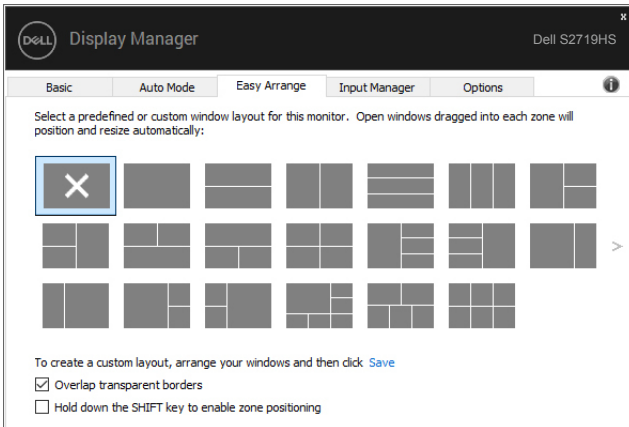 x
DELL Display Manager Dell S2719HS
Basic Auto Mode Easy Arrange Input Manager Options
Select a predefined or custom window layout for this monitor. Open windows dragged into each zone will
position and resize automatically:
To create a custom layout, arrange your windows and then click Save
Overlap transparent borders
Hold down the SHIFT key to enable zone positioning